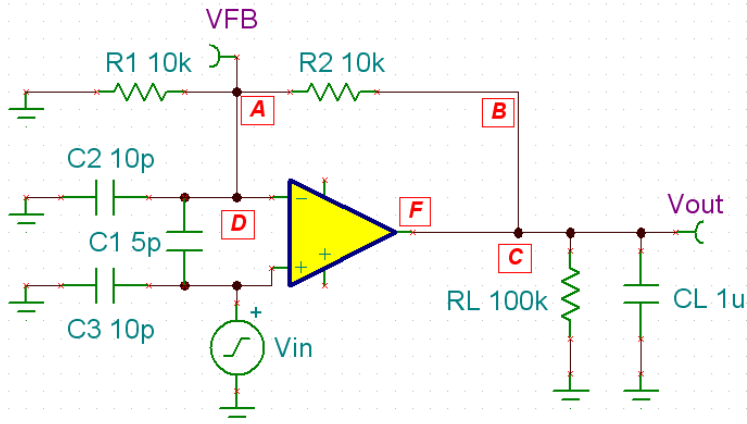 VFB
R1 10k
R2 10k
A
B
C2 10p
D
F
C1 5p
C
Vout
C3 10p
RL 100k
CL 1u
Vin